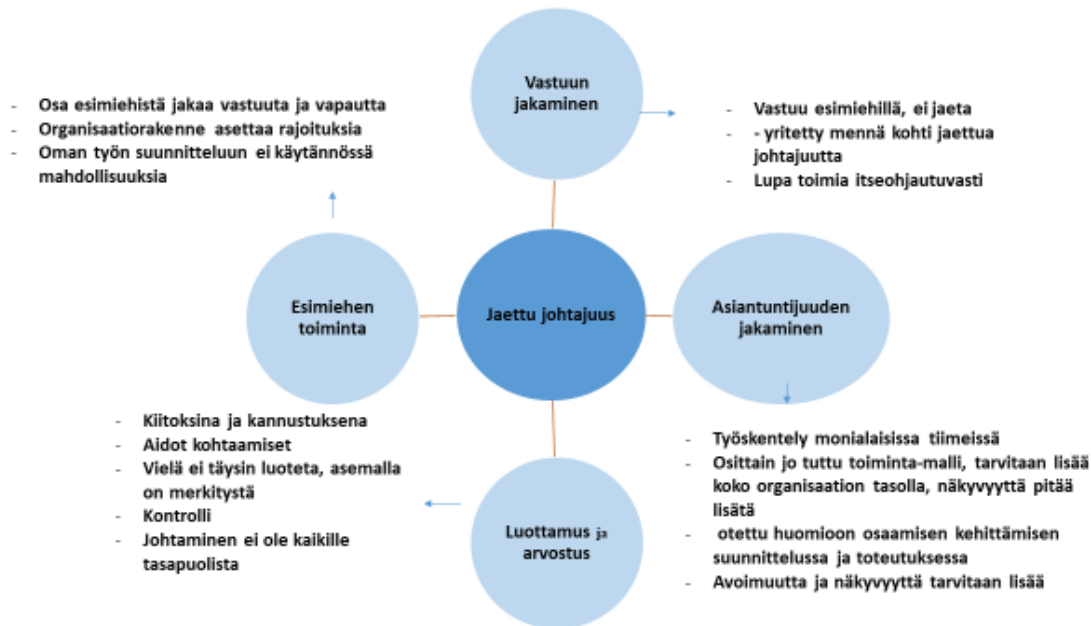 Vastuun
jakaminen
- Osa esimiehistä jakaa vastuuta ja vapautta
- Organisaatiorakenne asettaa rajoituksia
- Oman työn suunnitteluun ei käytännössä
mahdollisuuksia
- Vastuu esimiehillä, ei jaeta
- - yritetty mennä kohti jaettua
johtajuutta
- Lupa toimia itseohjautuvasti
Esimiehen
toiminta
Jaettu johtajuus
Asiantuntijuuden
jakaminen
- Kiitoksina ja kannustuksena
- Aidot kohtaamiset
- Vielä ei täysin luoteta, asemalla
on merkitystä
- Kontrolli
- Johtaminen ei ole kaikille
tasapuolista
Luottamus ja
arvostus
- Työskentely monialaisissa tiimeissä
- Osittain jo tuttu toiminta-malli, tarvitaan lisää
koko organisaation tasolla, näkyvyyttä pitää
lisätä
- otettu huomioon osaamisen kehittämisen
suunnittelussa ja toteutuksessa
- Avoimuutta ja näkyvyyttä tarvitaan lisää